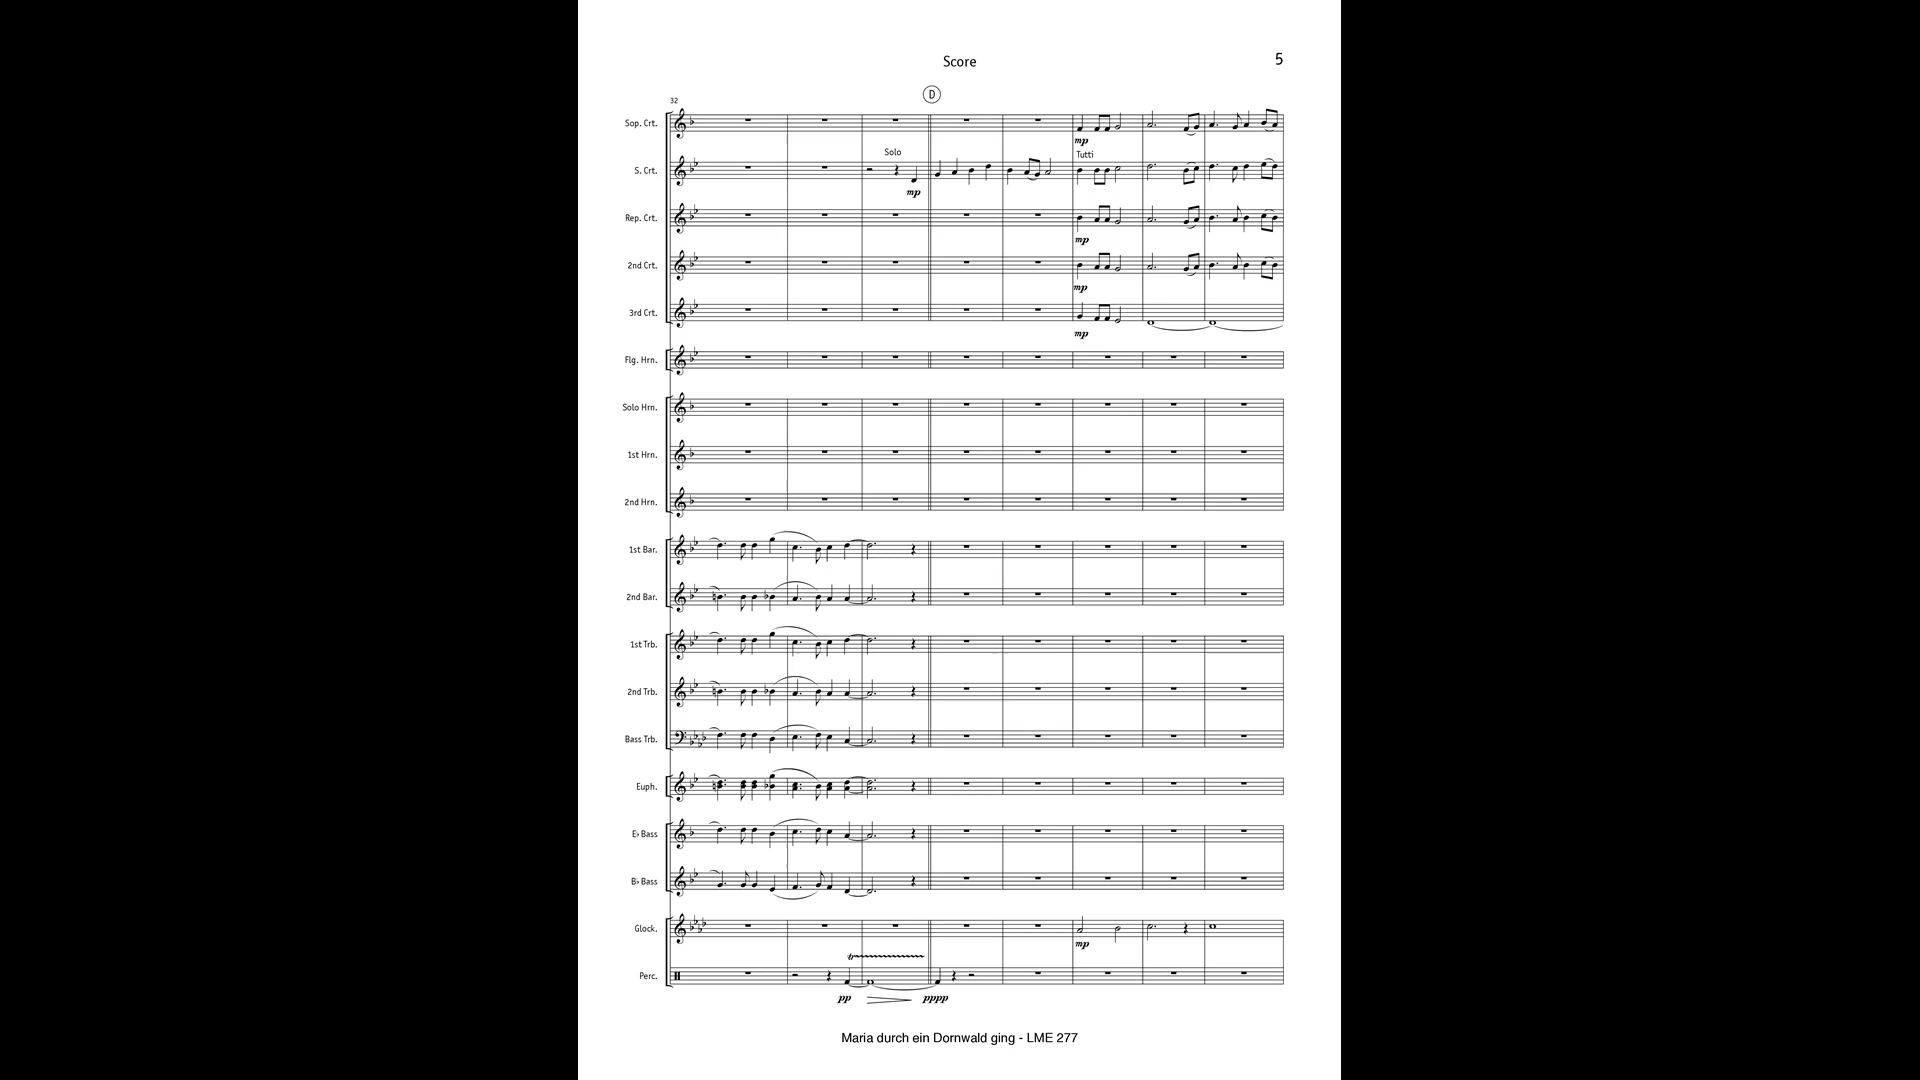 Score
5
D
32
Sop. Crt.
mp
Solo
Tutti
S. Crt.
mp
Rep. Crt.
mp
2nd Crt.
mp
3rd Crt.
mp
Flg. Hrn.
Solo Hrn.
1st Hrn.
2nd Hrn.
1st Bar.
2nd Bar.
1st Trb.
2nd Trb.
Bass Trb.
Euph.
E♭ Bass
B♭ Bass
Glock.
mp
tr
Perc.
pp pppp
Maria durch ein Dornwald ging - LME 277